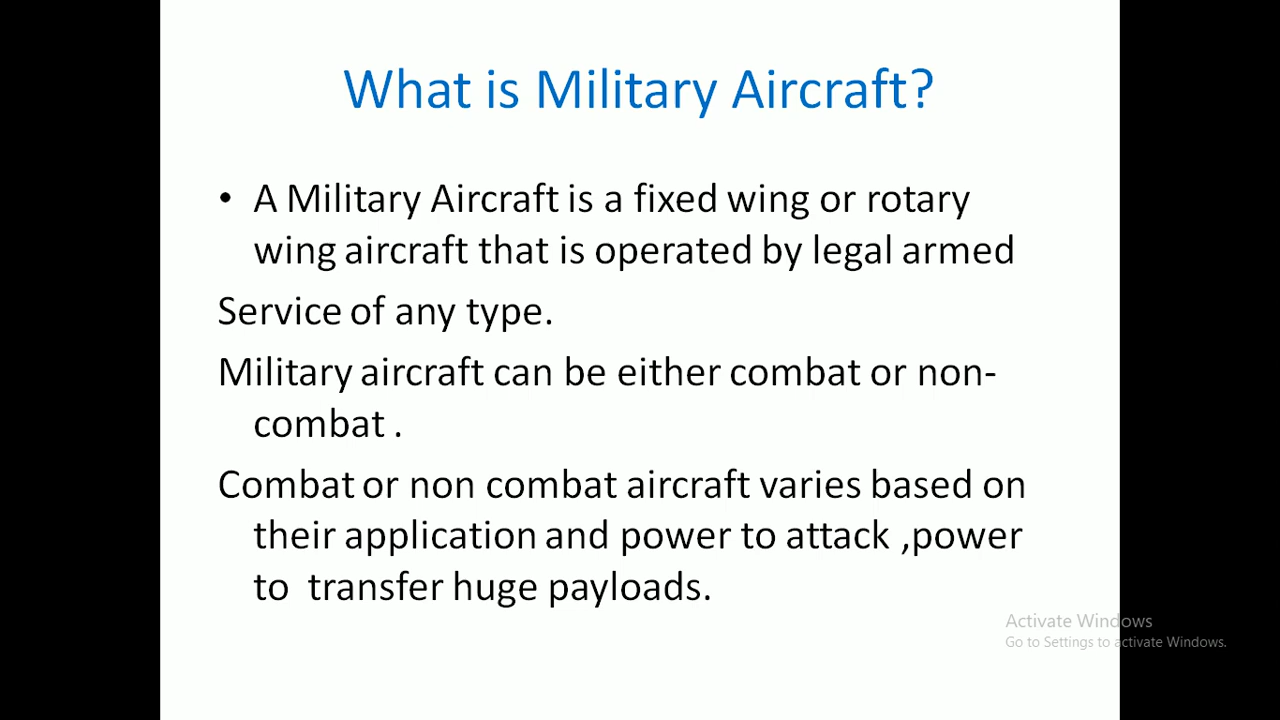 What is Military Aircraft?
• A Military Aircraft is a fixed wing or rotary
wing aircraft that is operated by legal armed
Service of any type.
Military aircraft can be either combat or non-
combat .
Combat or non combat aircraft varies based on
their application and power to attack ,power
to  transfer huge payloads.
Activate Windows
Go to Settings to activate Windows.